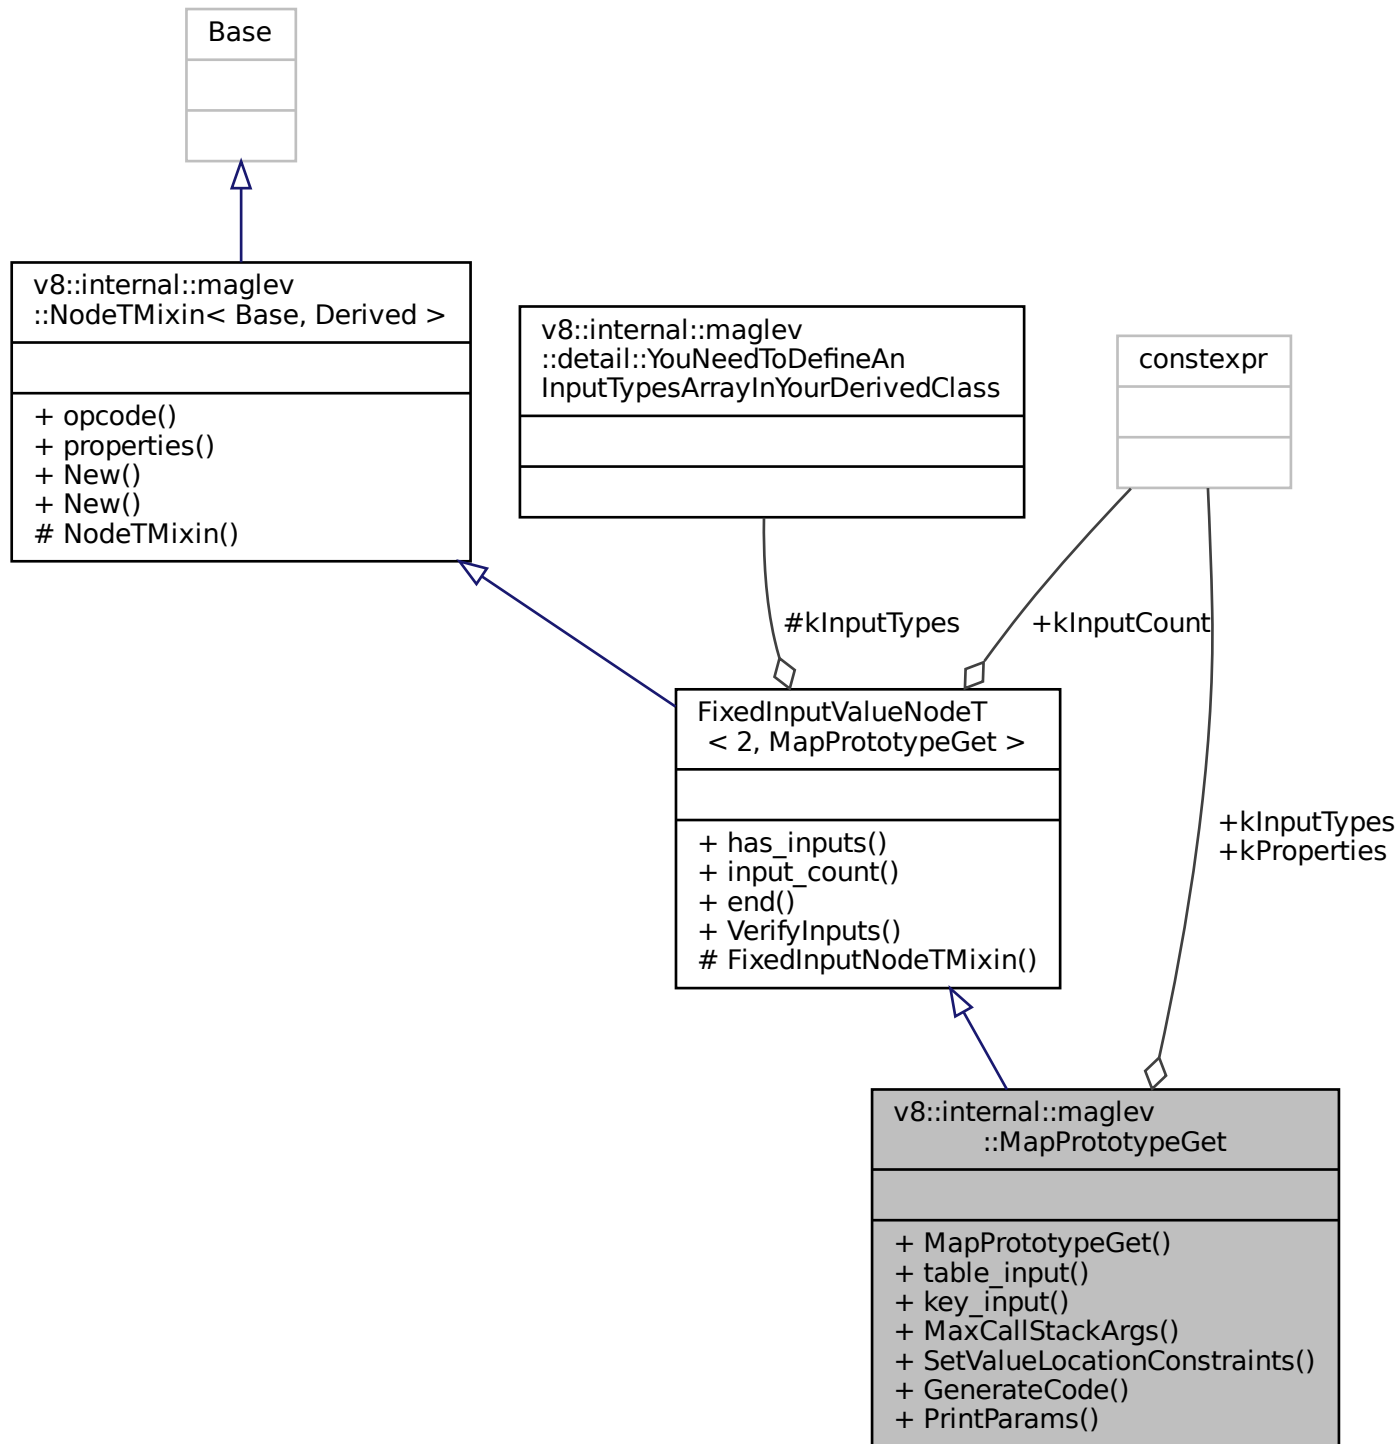 Base
v8::internal::maglev
::NodeTMixin< Base, Derived >
+ opcode()
+ properties()
+ New()
+ New()
# NodeTMixin()
v8::internal::maglev
::detail::YouNeedToDefineAn
InputTypesArrayInYourDerivedClass
constexpr
#kInputTypes
+kInputCount
FixedInputValueNodeT
< 2, MapPrototypeGet >
+ has_inputs()
+ input_count()
+ end()
+ VerifyInputs()
# FixedInputNodeTMixin()
+kInputTypes
+kProperties
v8::internal::maglev
::MapPrototypeGet
+ MapPrototypeGet()
+ table_input()
+ key_input()
+ MaxCallStackArgs()
+ SetValueLocationConstraints()
+ GenerateCode()
+ PrintParams()